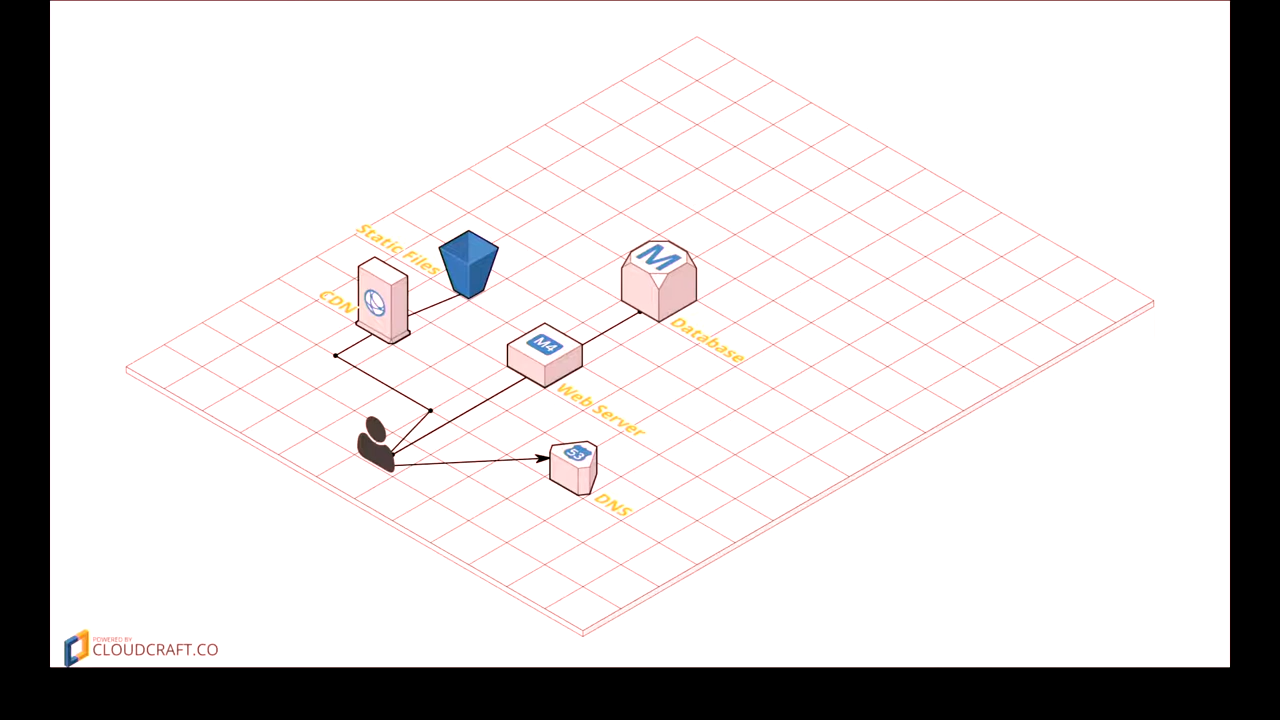 Static Files
CDN
M
Database
M4
Web Server
53
DNS
POWERED BY
CLOUDCRAFT.CO